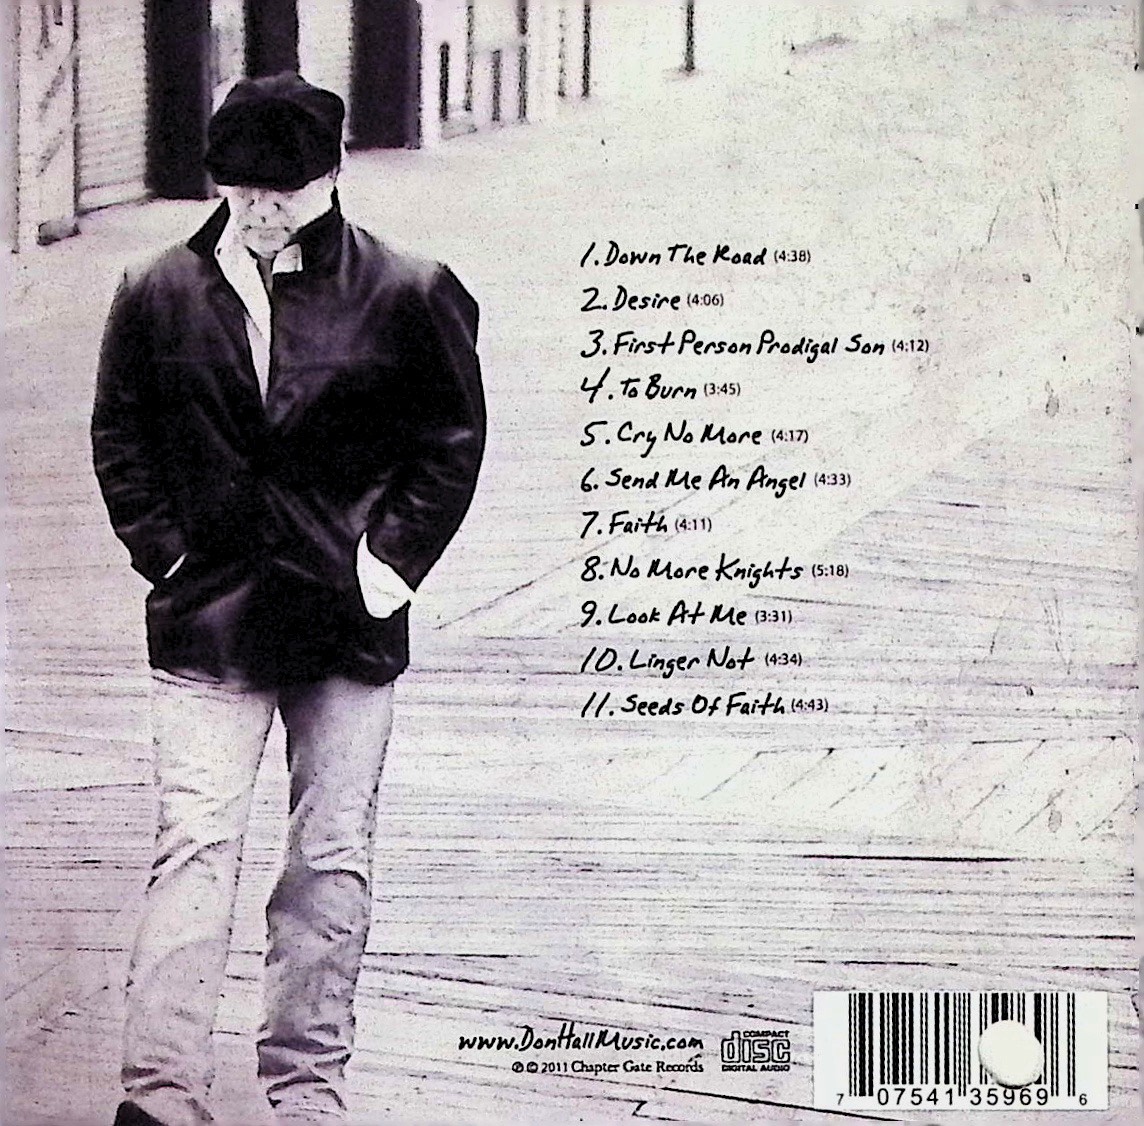 1. Down The Road (4:38)
2. Desire (4:06)
3. First Person Prodigal Son (4:12)
4. To Burn (3:45)
5. Cry No More (4:17)
6. Send Me An Angel (4:33)
7. Faith (4:11)
8. No More Knights (5:18)
9. Look At Me (3:31)
10. Linger Not (4:34)
11. Seeds Of Faith (4:43)
www.DonHallMusic.com
℗ © 2011 Chapter Gate Records
COMPACT
disc
DIGITAL AUDIO
7 07541 35969 6